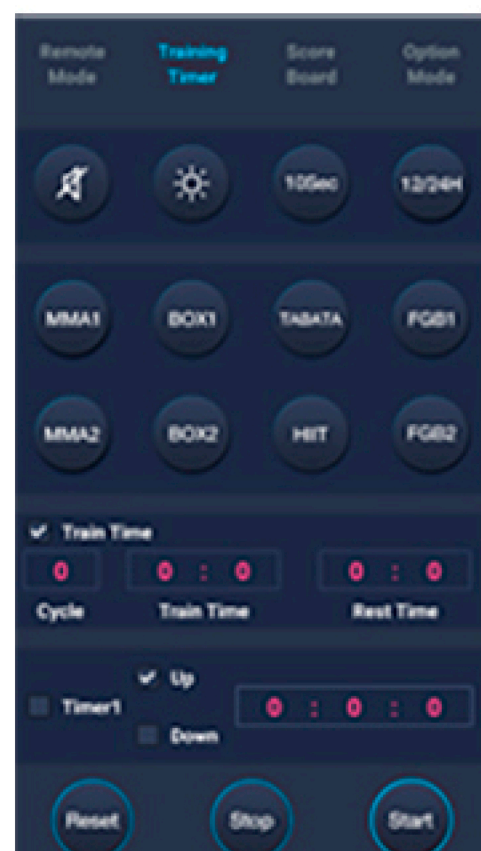 Remote Training Score Option
Mode Timer Board Mode
10Sec 12/24H
MMA1 BOX1 TABATA FGB1
MMA2 BOX2 HIIT FGB2
Train Time
0 0 : 0 0 : 0
Cycle Train Time Rest Time
Up
Timer1 0 : 0 : 0
Down
Reset Stop Start